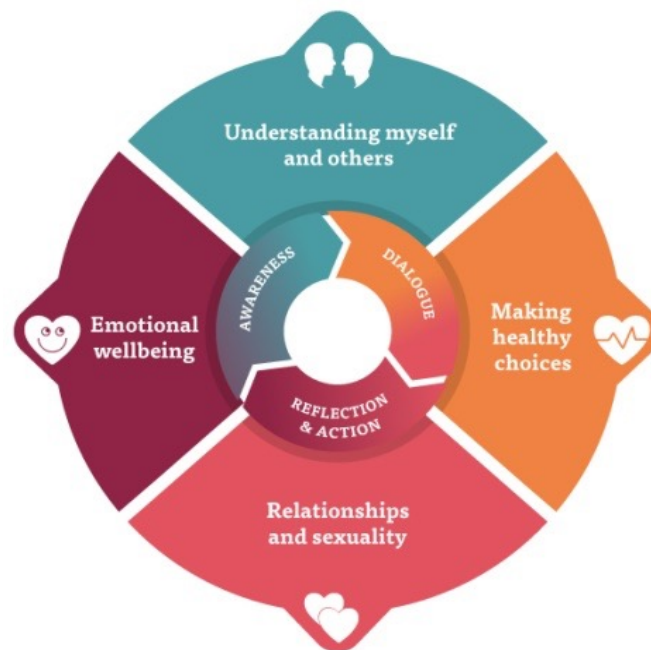 Understanding myself
and others
AWARENESS
DIALOGUE
Emotional
wellbeing
Making
healthy
choices
REFLECTION
& ACTION
Relationships
and sexuality